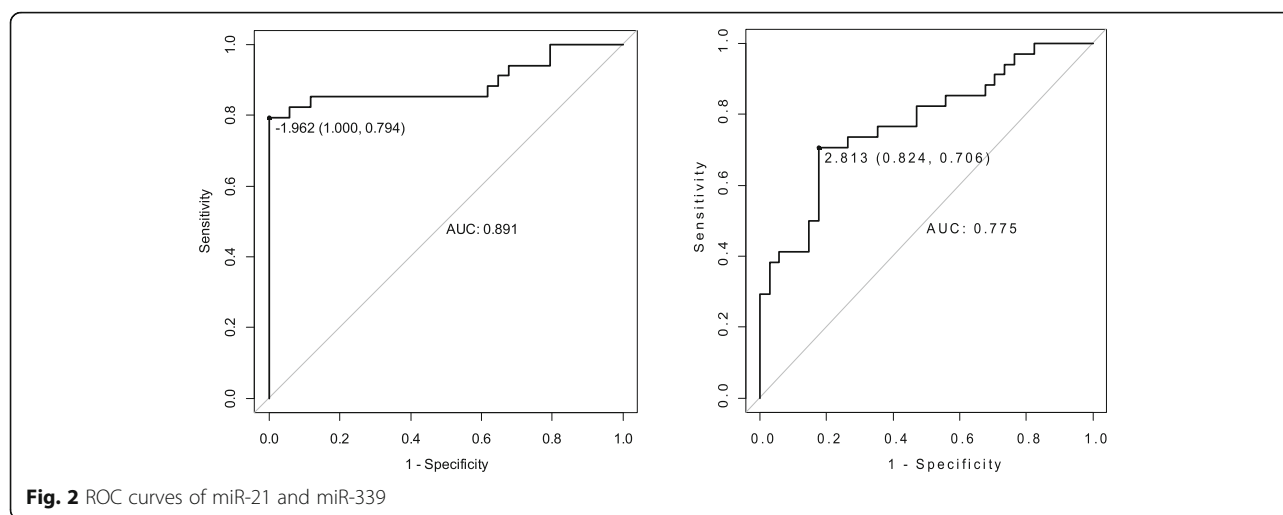 1.0
0.8
0.6
0.4
0.2
0.0
Sensitivity
-1.962 (1.000, 0.794)
AUC: 0.891
0.0 0.2 0.4 0.6 0.8 1.0
1 - Specificity
1.0
0.8
0.6
0.4
0.2
0.0
Sensitivity
2.813 (0.824, 0.706)
AUC: 0.775
0.0 0.2 0.4 0.6 0.8 1.0
1 - Specificity
Fig. 2 ROC curves of miR-21 and miR-339